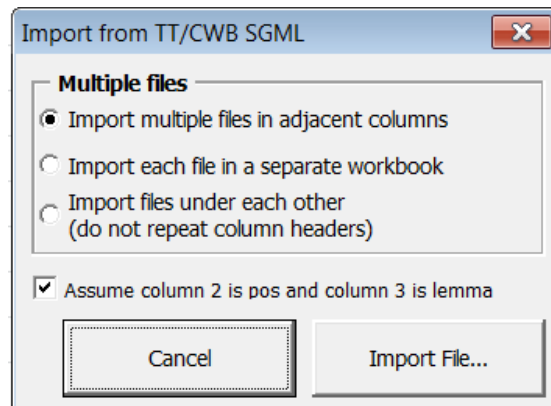 Import from TT/CWB SGML
Multiple files
Import multiple files in adjacent columns
Import each file in a separate workbook
Import files under each other
(do not repeat column headers)
Assume column 2 is pos and column 3 is lemma
Cancel
Import File...